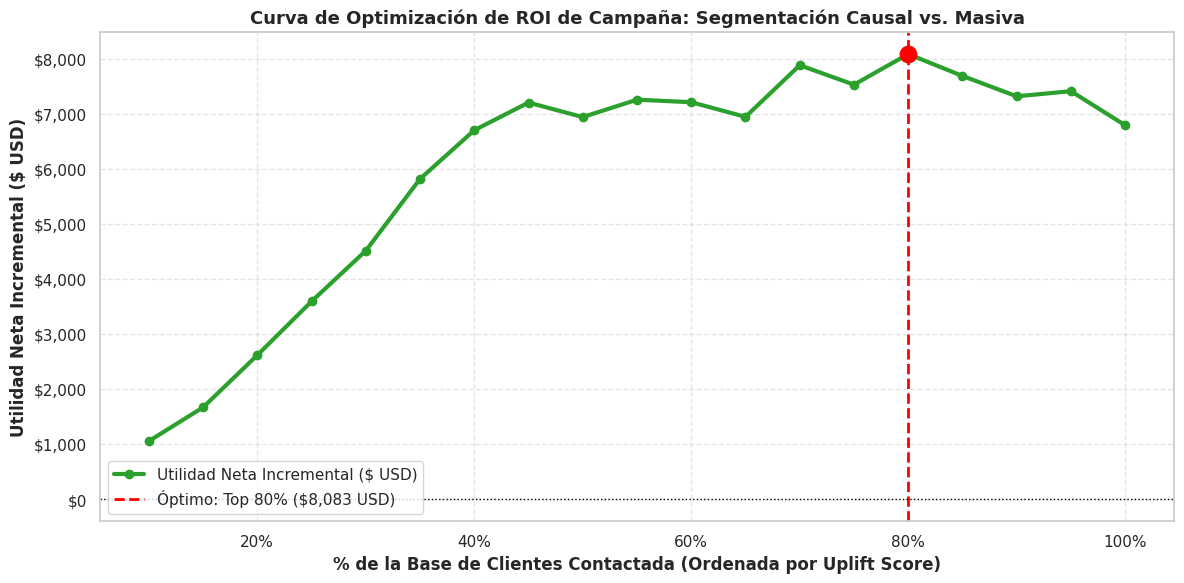 Curva de Optimización de ROI de Campaña: Segmentación Causal vs. Masiva
Utilidad Neta Incremental ($ USD)
$8,000
$7,000
$6,000
$5,000
$4,000
$3,000
$2,000
$1,000
$0
Utilidad Neta Incremental ($ USD)
Óptimo: Top 80% ($8,083 USD)
20%
40%
60%
80%
100%
% de la Base de Clientes Contactada (Ordenada por Uplift Score)